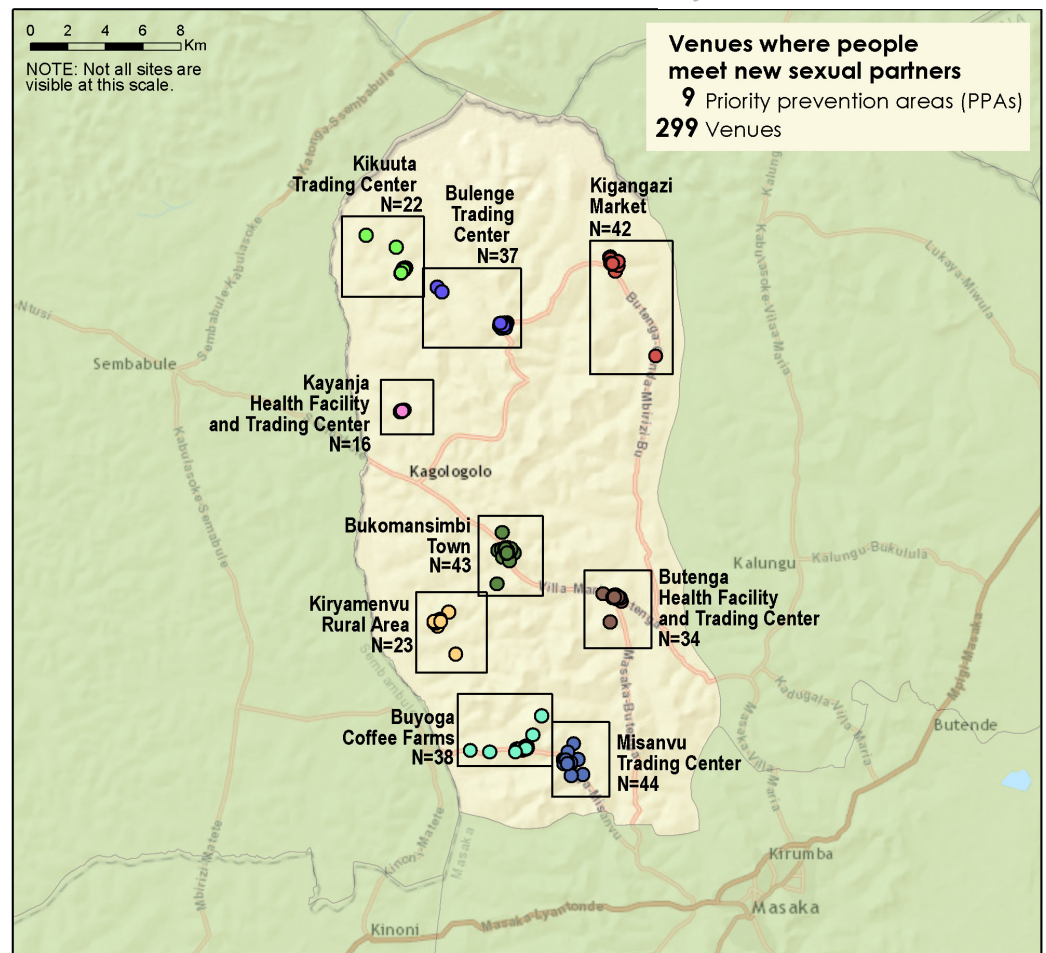 0 2 4 6 8
Km
NOTE: Not all sites are
visible at this scale.
Venues where people
meet new sexual partners
9 Priority prevention areas (PPAs)
299 Venues
Kikuuta
Trading Center
N=22
Bulenge
Trading
Center
N=37
Kigangazi
Market
N=42
Kabulasoke-Villa-Maria
Lukaya-Miwula
Sembabule-Kabulasoke
Ntusi
Sembabule
Kayanja
Health Facility
and Trading Center
N=16
Kagologolo
Kabulasoke-Semabule
Bukomansimbi
Town
N=43
Kalungu
Kalungu-Bukulula
Butenga
Health Facility
and Trading Center
N=34
Kiryamenvu
Rural Area
N=23
Mpigi-Masaka
Kadugala-Villa Maria
Masaka-Villa Maria
Butende
Buyoga
Coffee Farms
N=38
Misanvu
Trading Center
N=44
Mbirizi-Matete
Kinoni-Matete
Masaka
Kirumba
Masaka
Masaka-Lyantonde
Kinoni